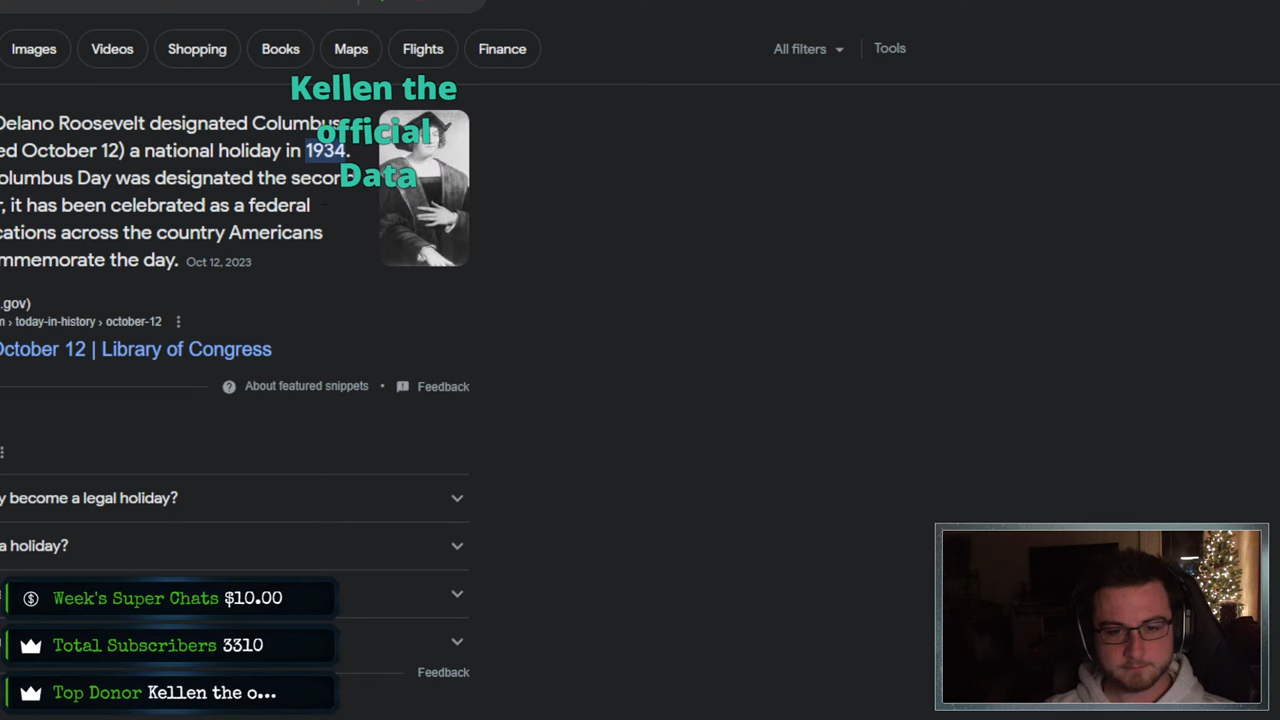 Images Videos Shopping Books Maps Flights Finance All filters Tools
Kellen the
official
Data
Delano Roosevelt designated Columbus
ed October 12) a national holiday in 1934.
olumbus Day was designated the secon
r, it has been celebrated as a federal
cations across the country Americans
mmemorate the day. Oct 12, 2023
.gov)
m › today-in-history › october-12
October 12 | Library of Congress
About featured snippets • Feedback
y become a legal holiday?
a holiday?
Week's Super Chats $10.00
Total Subscribers 3310
Feedback
Top Donor Kellen the o...